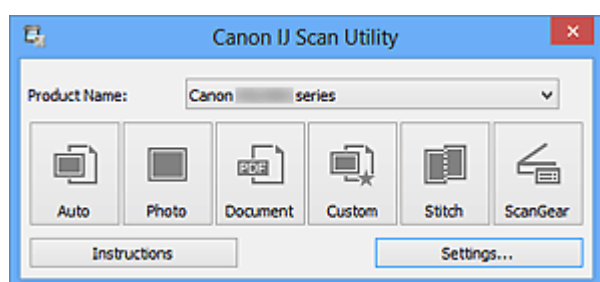 Canon IJ Scan Utility
Product Name: Canon series
PDF
Auto Photo Document Custom Stitch ScanGear
Instructions Settings...